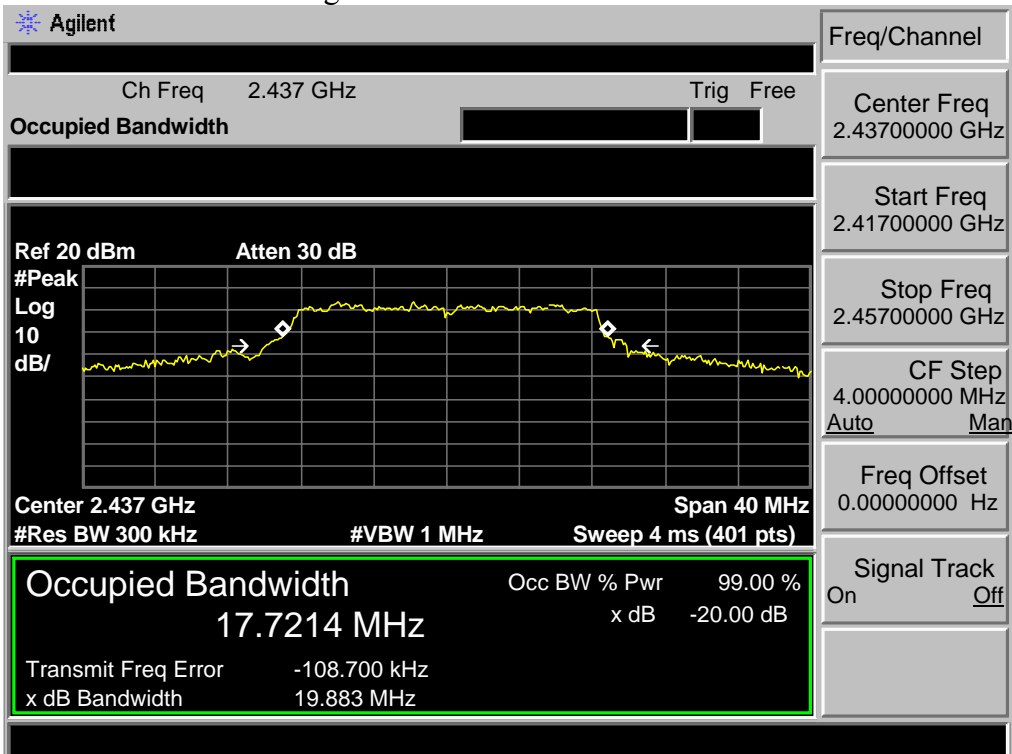 Agilent
Freq/Channel
Ch Freq 2.437 GHz Trig Free
Occupied Bandwidth
Center Freq
2.43700000 GHz
Start Freq
2.41700000 GHz
Ref 20 dBm Atten 30 dB
#Peak
Log
10
dB/
Stop Freq
2.45700000 GHz
CF Step
4.00000000 MHz
Auto Man
Freq Offset
0.00000000 Hz
Center 2.437 GHz Span 40 MHz
#Res BW 300 kHz #VBW 1 MHz Sweep 4 ms (401 pts)
Signal Track
On Off
Occupied Bandwidth Occ BW % Pwr 99.00 %
17.7214 MHz x dB -20.00 dB
Transmit Freq Error -108.700 kHz
x dB Bandwidth 19.883 MHz